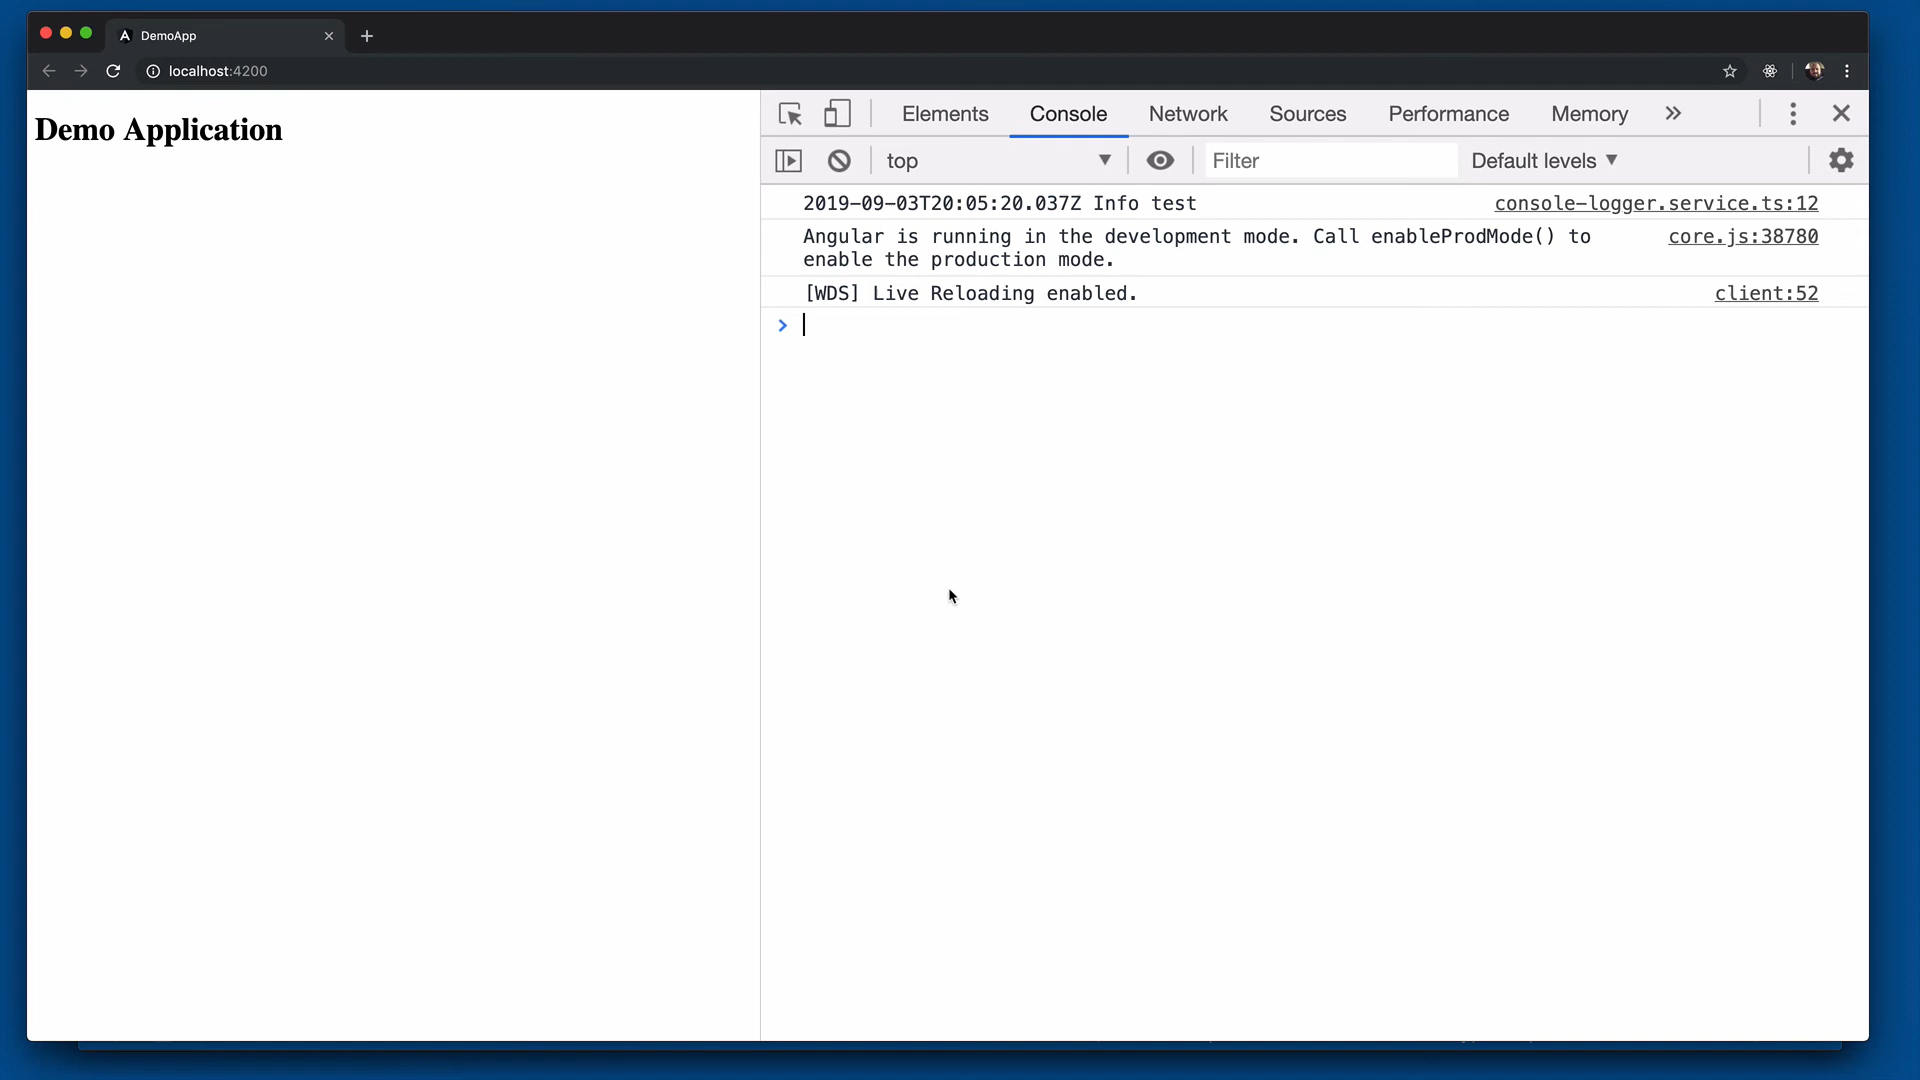 DemoApp
localhost:4200
Demo Application
Elements Console Network Sources Performance Memory
top Filter Default levels
2019-09-03T20:05:20.037Z Info test console-logger.service.ts:12
Angular is running in the development mode. Call enableProdMode() to core.js:38780
enable the production mode.
[WDS] Live Reloading enabled. client:52